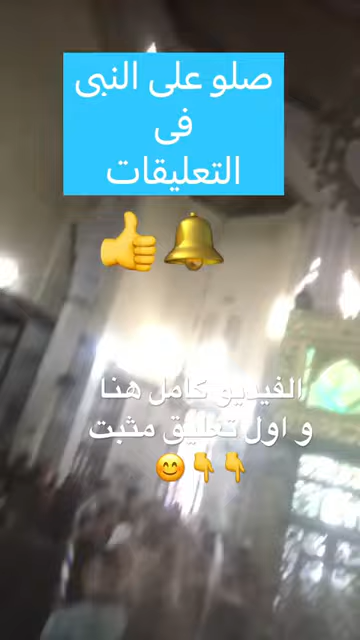 صلو على النبى
فى
التعليقات
الفيديو كامل هنا
و اول تعليق مثبت